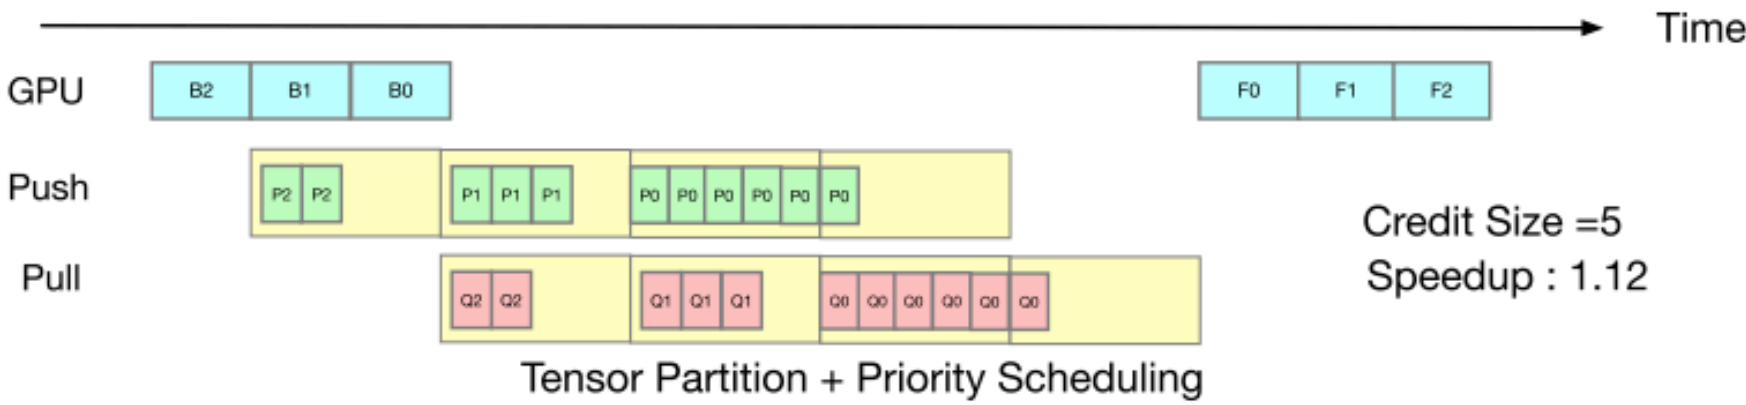 Time
GPU B2 B1 B0 F0 F1 F2
Push P2 P2 P1 P1 P1 P0 P0 P0 P0 P0 P0
Credit Size =5
Pull Q2 Q2 Q1 Q1 Q1 Q0 Q0 Q0 Q0 Q0 Q0
Speedup : 1.12
Tensor Partition + Priority Scheduling